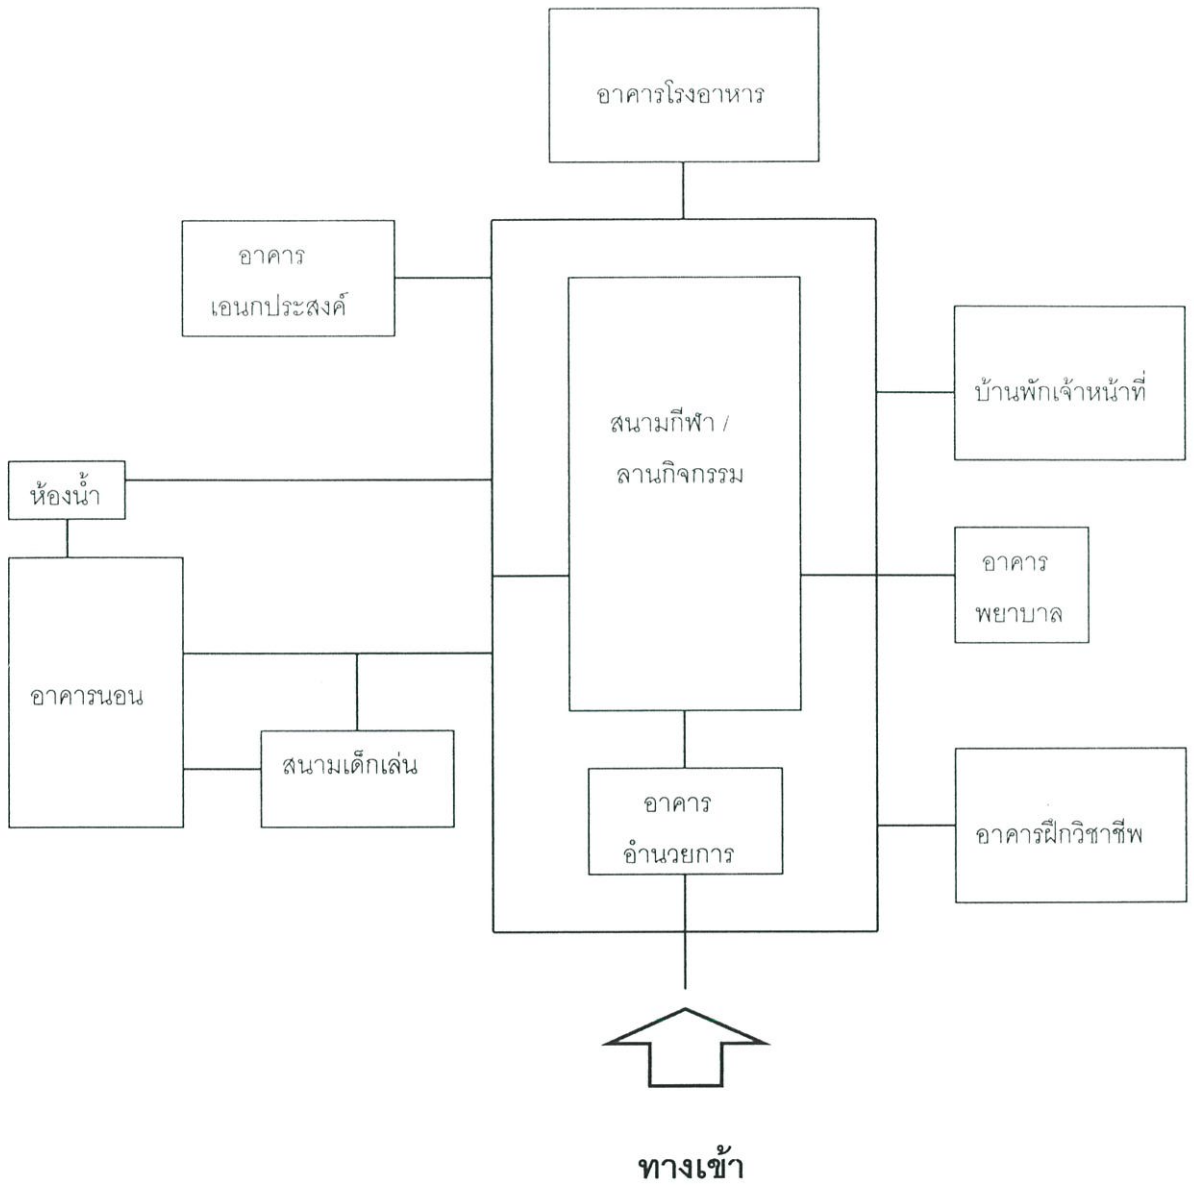 อาคารโรงอาหาร
อาคาร
เอนกประสงค์
บ้านพักเจ้าหน้าที่
สนามกีฬา /
ลานกิจกรรม
ห้องน้ำ
อาคาร
พยาบาล
อาคารนอน
สนามเด็กเล่น
อาคาร
อำนวยการ
อาคารฝึกวิชาชีพ
ทางเข้า